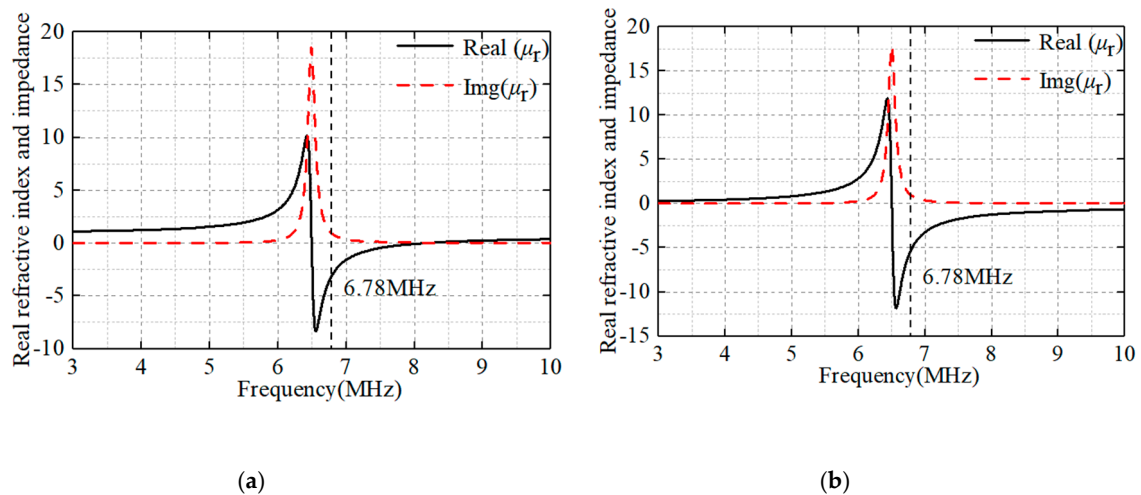 Real refractive index and impedance
20
15
10
5
0
-5
-10
3 4 5 6 7 8 9 10
Frequency(MHz)
Real (μr)
Img(μr)
6.78MHz
(a)
Real refractive index and impedance
20
15
10
5
0
-5
-10
-15
3 4 5 6 7 8 9 10
Frequency(MHz)
Real (μr)
Img(μr)
6.78MHz
(b)